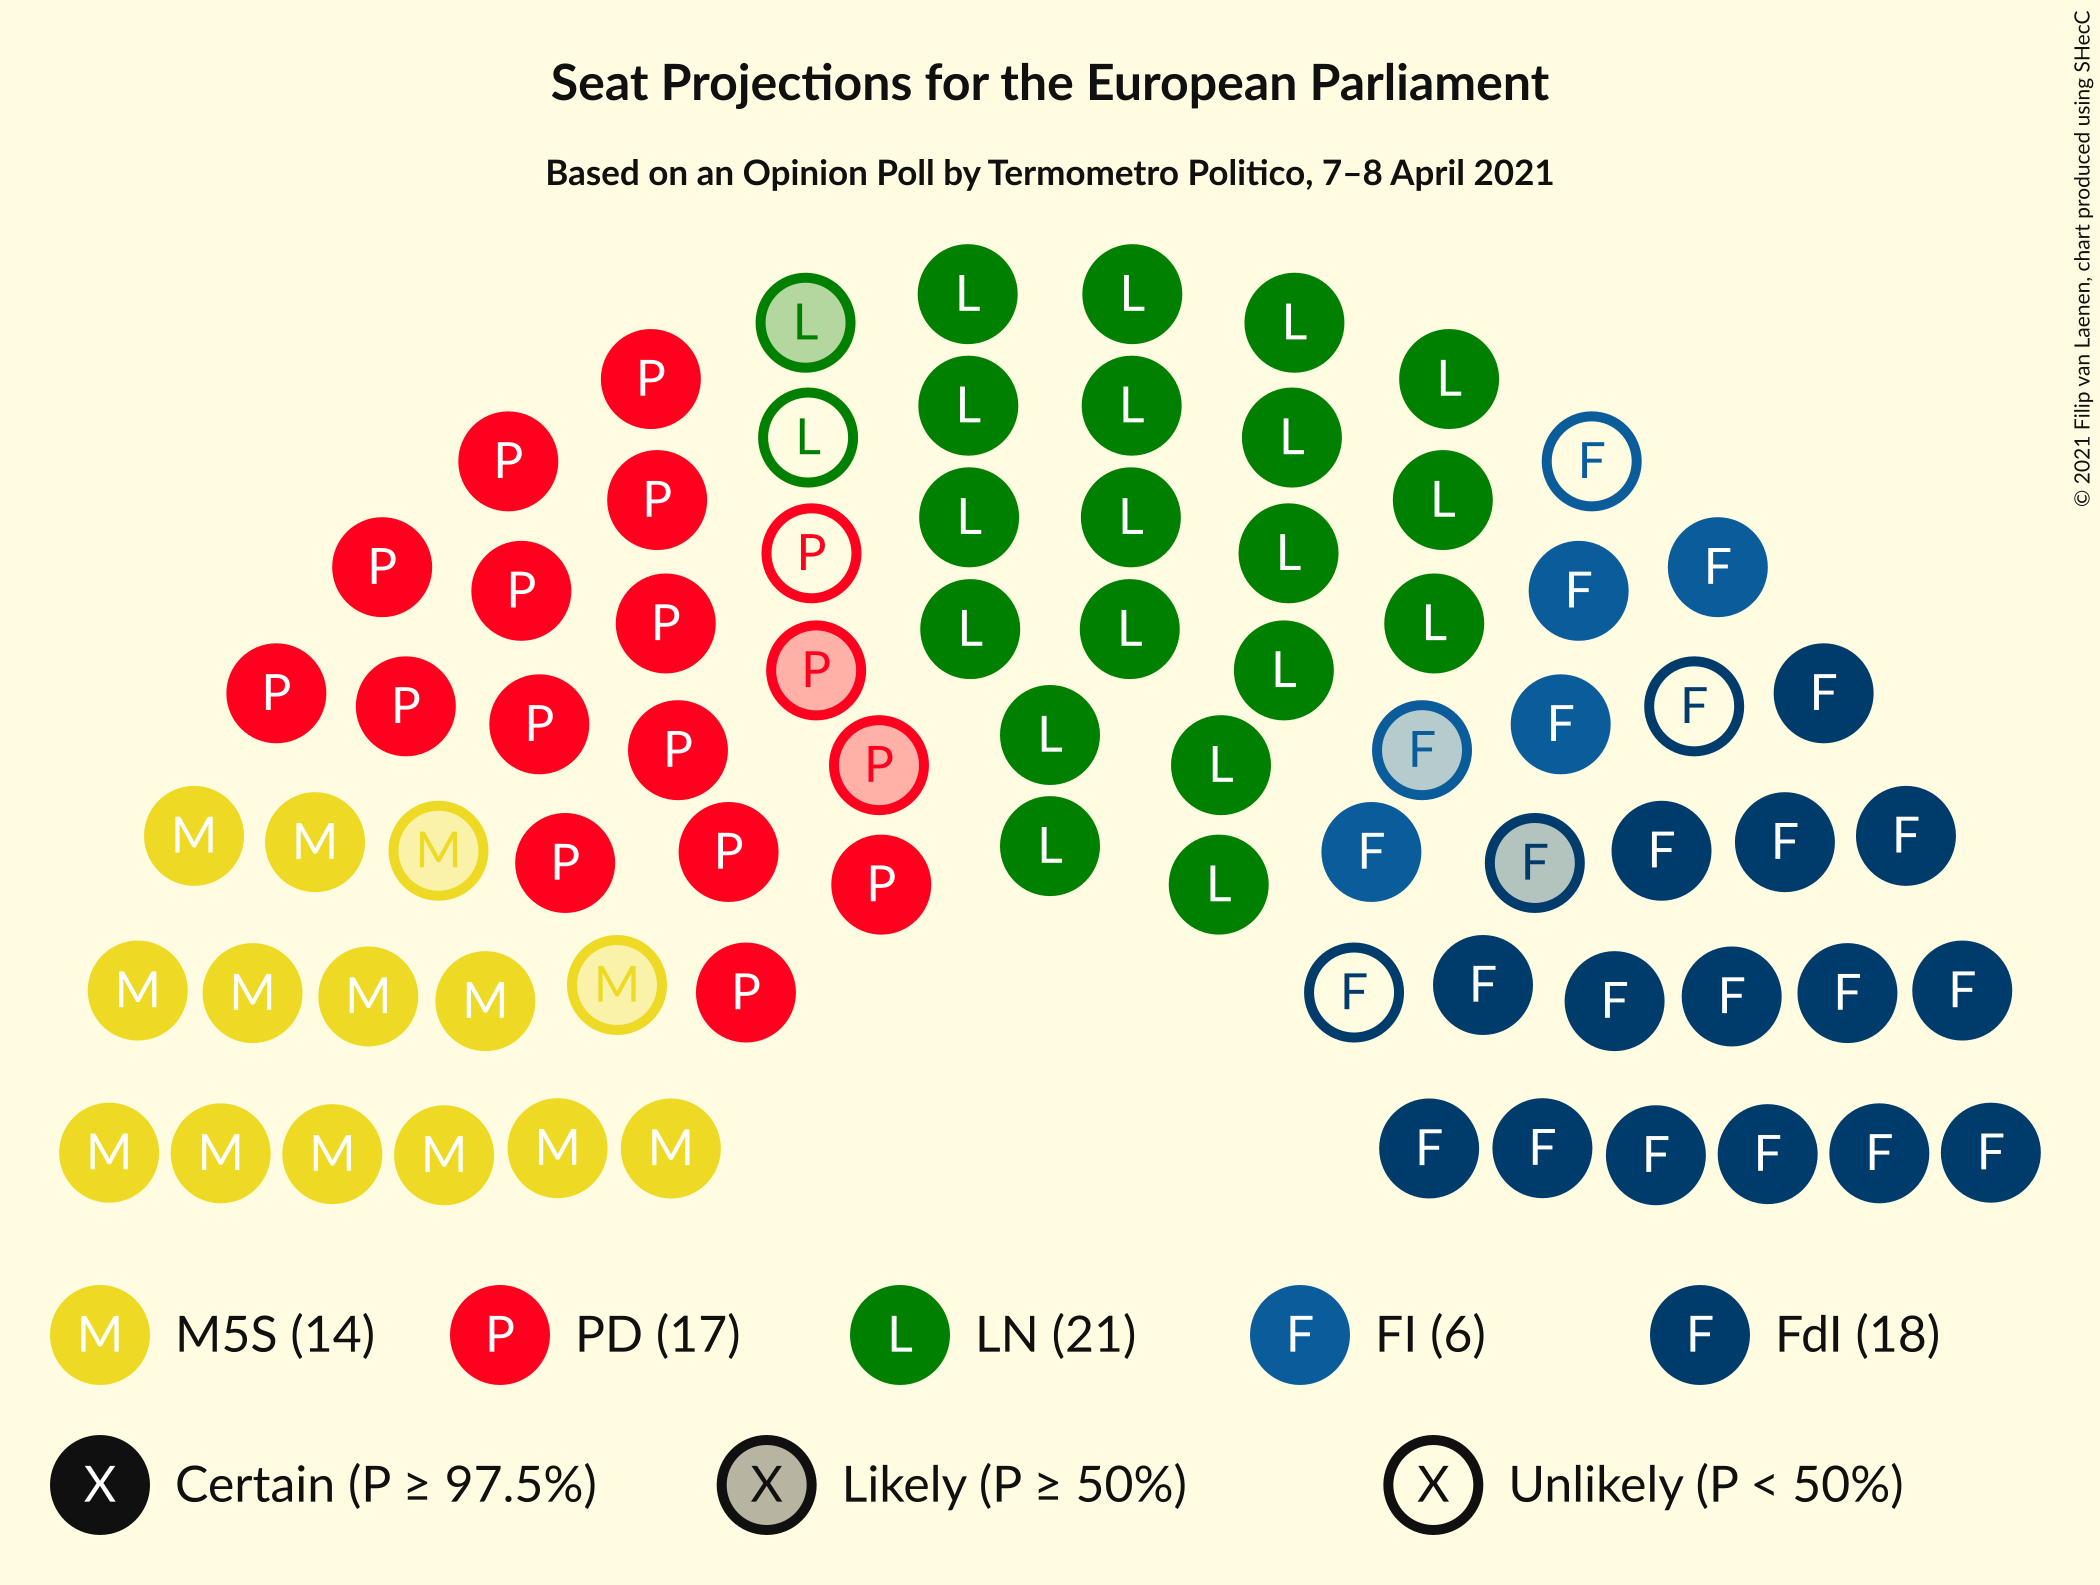 Seat Projections for the European Parliament
Based on an Opinion Poll by Termometro Politico, 7–8 April 2021
© 2021 Filip van Laenen, chart produced using SHecC
L L L L
P L
P L L L L F
P L
P P L L P L F F
P L
P P P P L L L F F F F
P P L L F
M M M P P P L L F F F F F
M M M M M P F F F F F F
M M M M M M F F F F F F
M M5S (14) P PD (17) L LN (21) F FI (6) F FdI (18)
X Certain (P ≥ 97.5%) X Likely (P ≥ 50%) X Unlikely (P < 50%)